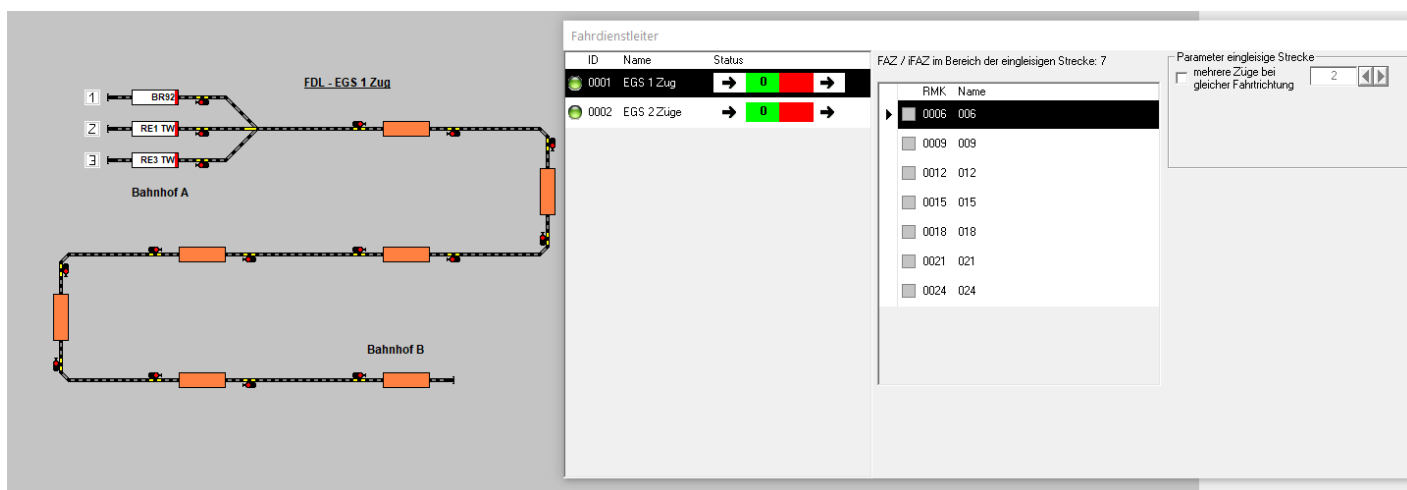 FDL - EGS 1 Zug
1 BR92
2 RE1 TW
3 RE3 TW
Bahnhof A
Bahnhof B
Fahrdienstleiter
ID Name Status
0001 EGS 1 Zug 0
0002 EGS 2 Züge 0
FAZ / iFAZ im Bereich der eingleisigen Strecke: 7
RMK Name
0006 006
0009 009
0012 012
0015 015
0018 018
0021 021
0024 024
Parameter eingleisige Strecke
mehrere Züge bei
gleicher Fahrtrichtung
2